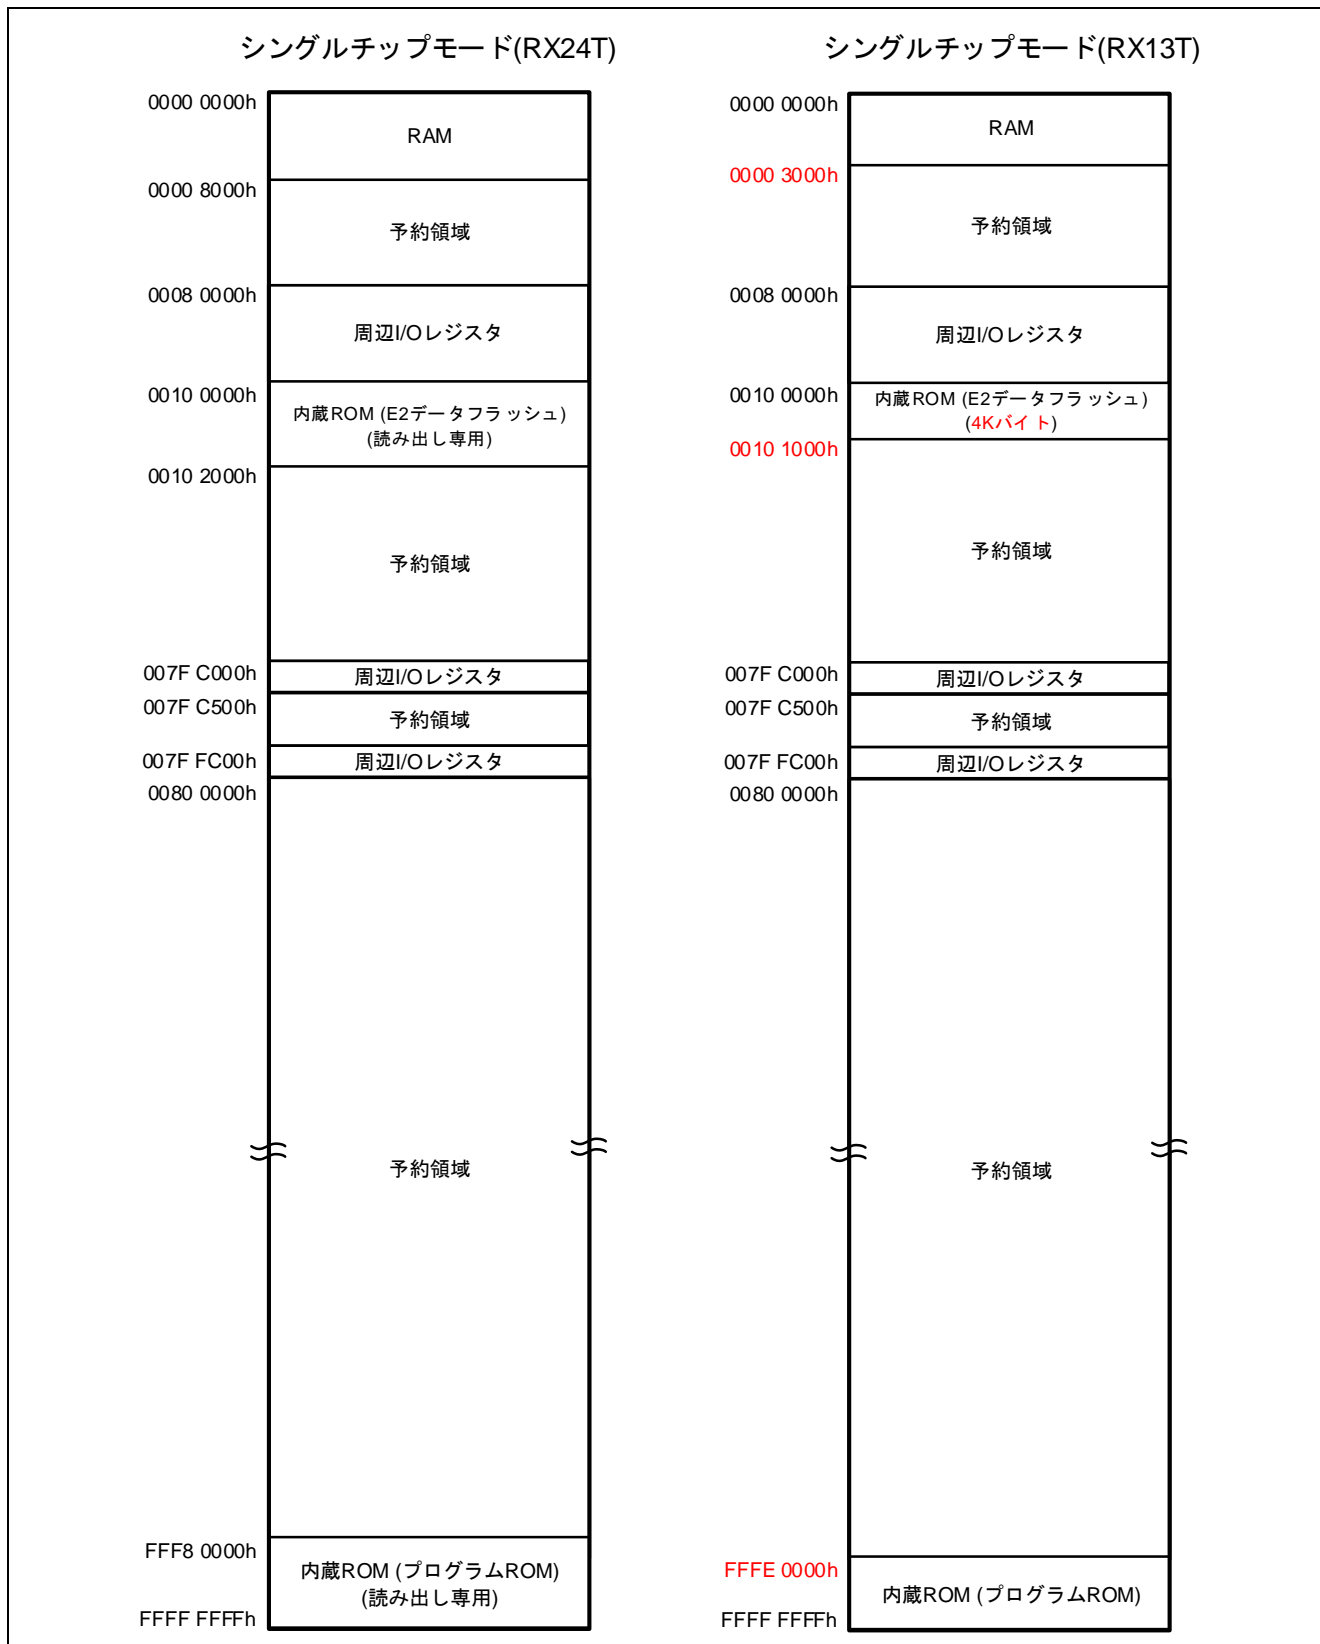 シングルチップモード(RX24T)
0000 0000h
RAM
0000 8000h
予約領域
0008 0000h
周辺I/Oレジスタ
0010 0000h
内蔵ROM (E2データフラッシュ)
(読み出し専用)
0010 2000h
予約領域
007F C000h
周辺I/Oレジスタ
007F C500h
予約領域
007F FC00h
周辺I/Oレジスタ
0080 0000h
予約領域
FFF8 0000h
内蔵ROM (プログラムROM)
(読み出し専用)
FFFF FFFFh
シングルチップモード(RX13T)
0000 0000h
RAM
0000 3000h
予約領域
0008 0000h
周辺I/Oレジスタ
0010 0000h
内蔵ROM (E2データフラッシュ)
(4Kバイト)
0010 1000h
予約領域
007F C000h
周辺I/Oレジスタ
007F C500h
予約領域
007F FC00h
周辺I/Oレジスタ
0080 0000h
予約領域
FFFE 0000h
内蔵ROM (プログラムROM)
FFFF FFFFh